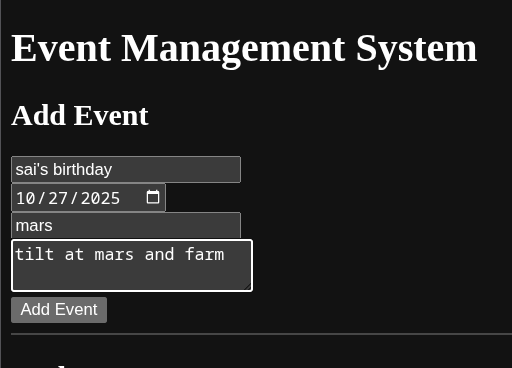 Event Management System
Add Event
sai's birthday
10/27/2025
mars
tilt at mars and farm
Add Event